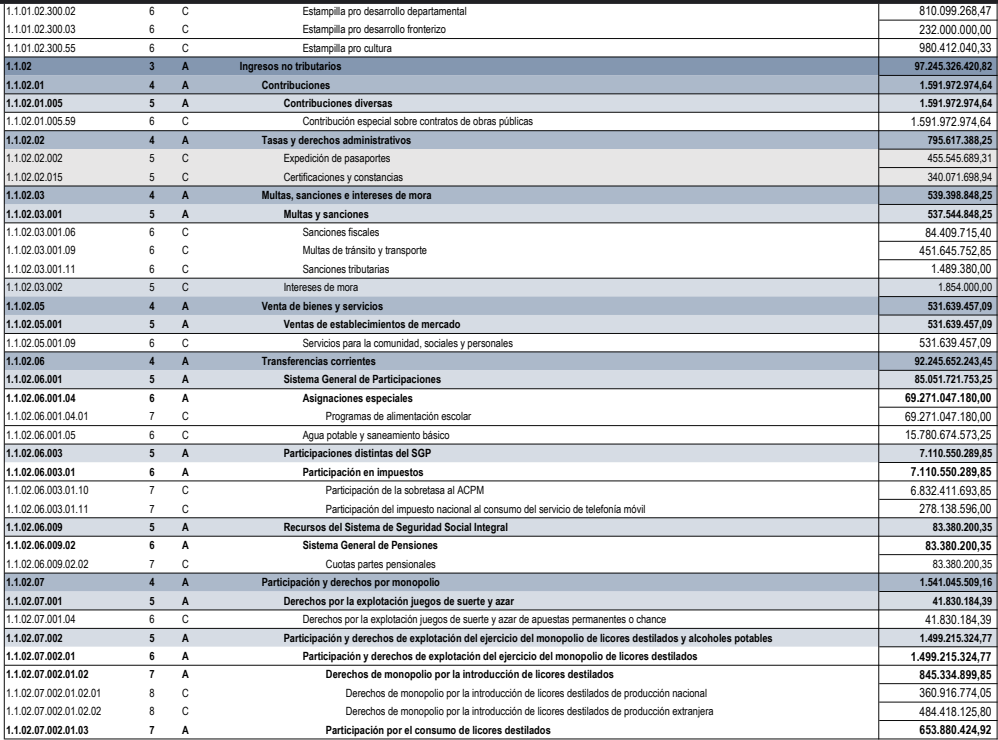 1.1.01.02.300.02 6 C Estampilla pro desarrollo departamental 810.099.268,47
1.1.01.02.300.03 6 C Estampilla pro desarrollo fronterizo 232.000.000,00
1.1.01.02.300.55 6 C Estampilla pro cultura 980.412.040,33
1.1.02 3 A Ingresos no tributarios 97.245.326.420,82
1.1.02.01 4 A Contribuciones 1.591.972.974,64
1.1.02.01.005 5 A Contribuciones diversas 1.591.972.974,64
1.1.02.01.005.59 6 C Contribución especial sobre contratos de obras públicas 1.591.972.974,64
1.1.02.02 4 A Tasas y derechos administrativos 795.617.388,25
1.1.02.02.002 5 C Expedición de pasaportes 455.545.689,31
1.1.02.02.015 5 C Certificaciones y constancias 340.071.698,94
1.1.02.03 4 A Multas, sanciones e intereses de mora 539.398.848,25
1.1.02.03.001 5 A Multas y sanciones 537.544.848,25
1.1.02.03.001.06 6 C Sanciones fiscales 84.409.715,40
1.1.02.03.001.09 6 C Multas de tránsito y transporte 451.645.752,85
1.1.02.03.001.11 6 C Sanciones tributarias 1.489.380,00
1.1.02.03.002 5 C Intereses de mora 1.854.000,00
1.1.02.05 4 A Venta de bienes y servicios 531.639.457,09
1.1.02.05.001 5 A Ventas de establecimientos de mercado 531.639.457,09
1.1.02.05.001.09 6 C Servicios para la comunidad, sociales y personales 531.639.457,09
1.1.02.06 4 A Transferencias corrientes 92.245.652.243,45
1.1.02.06.001 5 A Sistema General de Participaciones 85.051.721.753,25
1.1.02.06.001.04 6 A Asignaciones especiales 69.271.047.180,00
1.1.02.06.001.04.01 7 C Programas de alimentación escolar 69.271.047.180,00
1.1.02.06.001.05 6 C Agua potable y saneamiento básico 15.780.674.573,25
1.1.02.06.003 5 A Participaciones distintas del SGP 7.110.550.289,85
1.1.02.06.003.01 6 A Participación en impuestos 7.110.550.289,85
1.1.02.06.003.01.10 7 C Participación de la sobretasa al ACPM 6.832.411.693,85
1.1.02.06.003.01.11 7 C Participación del impuesto nacional al consumo del servicio de telefonía móvil 278.138.596,00
1.1.02.06.009 5 A Recursos del Sistema de Seguridad Social Integral 83.380.200,35
1.1.02.06.009.02 6 A Sistema General de Pensiones 83.380.200,35
1.1.02.06.009.02.02 7 C Cuotas partes pensionales 83.380.200,35
1.1.02.07 4 A Participación y derechos por monopolio 1.541.045.509,16
1.1.02.07.001 5 A Derechos por la explotación juegos de suerte y azar 41.830.184,39
1.1.02.07.001.04 6 C Derechos por la explotación juegos de suerte y azar de apuestas permanentes o chance 41.830.184,39
1.1.02.07.002 5 A Participación y derechos de explotación del ejercicio del monopolio de licores destilados y alcoholes potables 1.499.215.324,77
1.1.02.07.002.01 6 A Participación y derechos de explotación del ejercicio del monopolio de licores destilados 1.499.215.324,77
1.1.02.07.002.01.02 7 A Derechos de monopolio por la introducción de licores destilados 845.334.899,85
1.1.02.07.002.01.02.01 8 C Derechos de monopolio por la introducción de licores destilados de producción nacional 360.916.774,05
1.1.02.07.002.01.02.02 8 C Derechos de monopolio por la introducción de licores destilados de producción extranjera 484.418.125,80
1.1.02.07.002.01.03 7 A Participación por el consumo de licores destilados 653.880.424,92